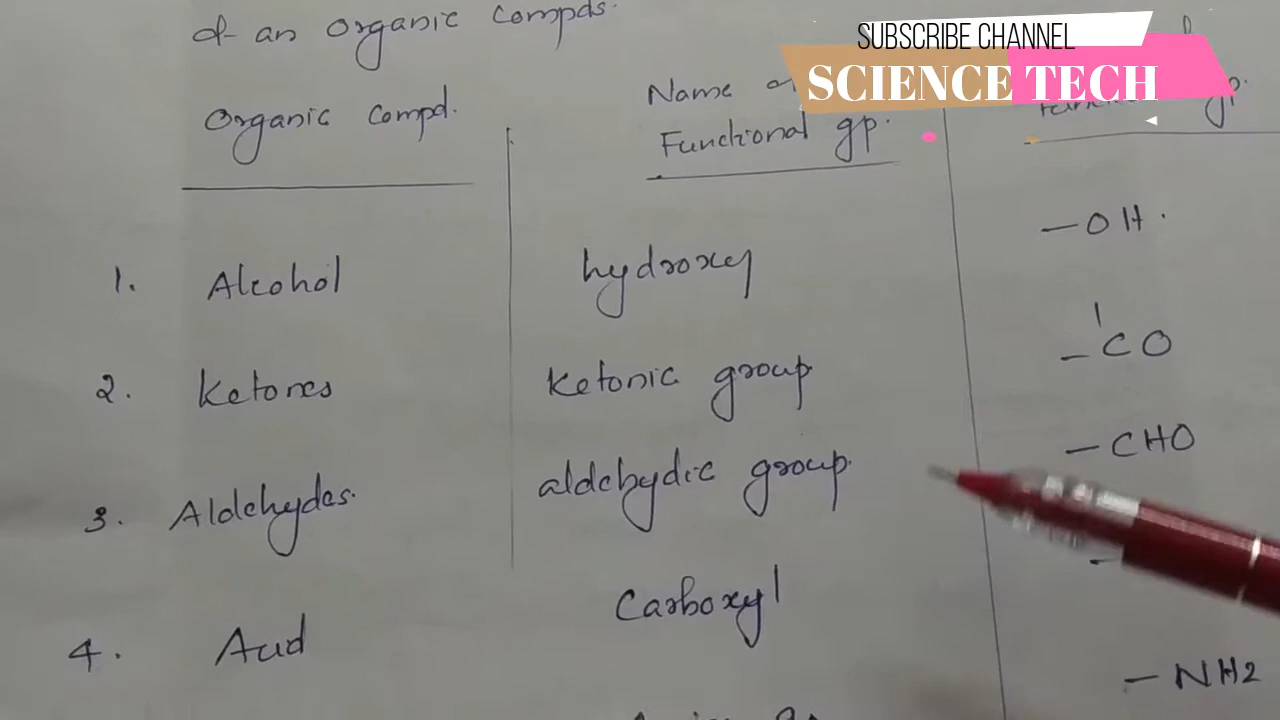 of an organic compds.
SUBSCRIBE CHANNEL
SCIENCE TECH
Organic Compd.
Name of
Functional gp.
gp.
1. Alcohol hydroxy —OH.
2. Ketones Ketonic group —CO
3. Aldehydes. aldehydic group. —CHO
4. Acid Carboxyl
—NH2